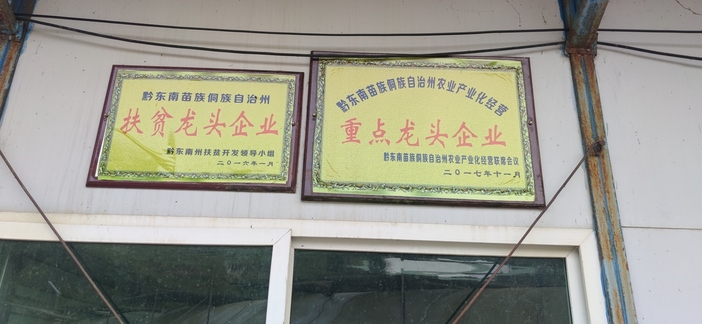 黔东南苗族侗族自治州
扶贫龙头企业
黔东南州扶贫开发领导小组
二〇一六年一月
黔东南苗族侗族自治州农业产业化经营
重点龙头企业
黔东南苗族侗族自治州农业产业化经营联席会议
二〇一七年十一月